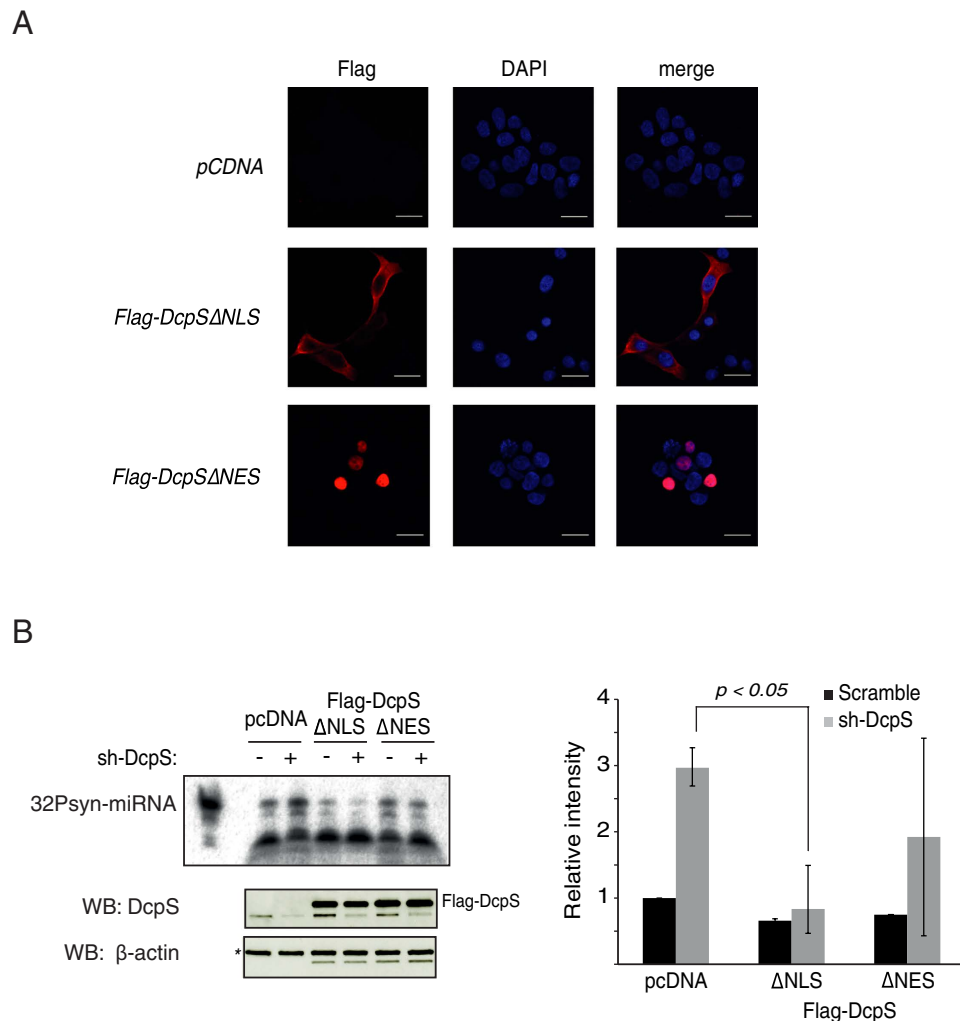 A
Flag DAPI merge
pCDNA
Flag-DcpSΔNLS
Flag-DcpSΔNES
B
Flag-DcpS
pcDNA ΔNLS ΔNES
sh-DcpS: - + - + - +
32Psyn-miRNA
WB: DcpS
Flag-DcpS
WB: β-actin
*
p < 0.05
Scramble
sh-DcpS
Relative intensity
4
3
2
1
pcDNA ΔNLS ΔNES
Flag-DcpS